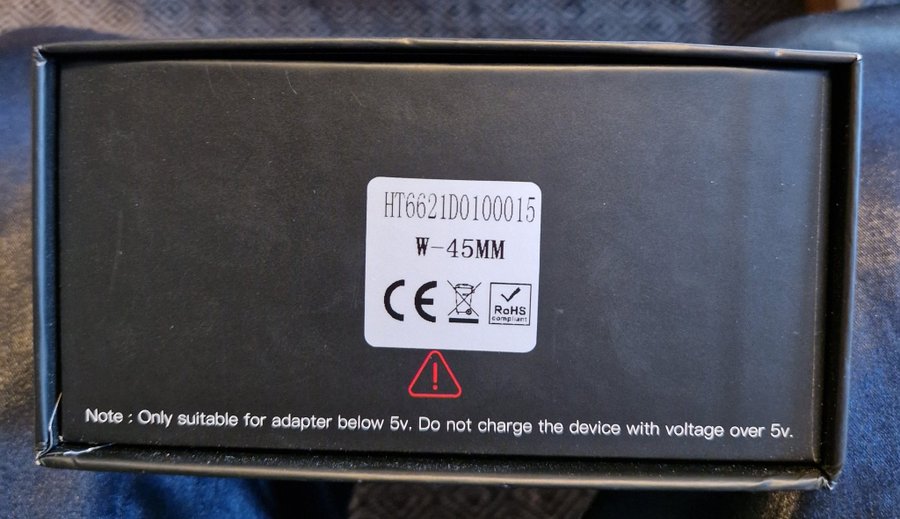 HT6621D0100015
W-45MM
CE
RoHS
compliant
Note : Only suitable for adapter below 5v. Do not charge the device with voltage over 5v.